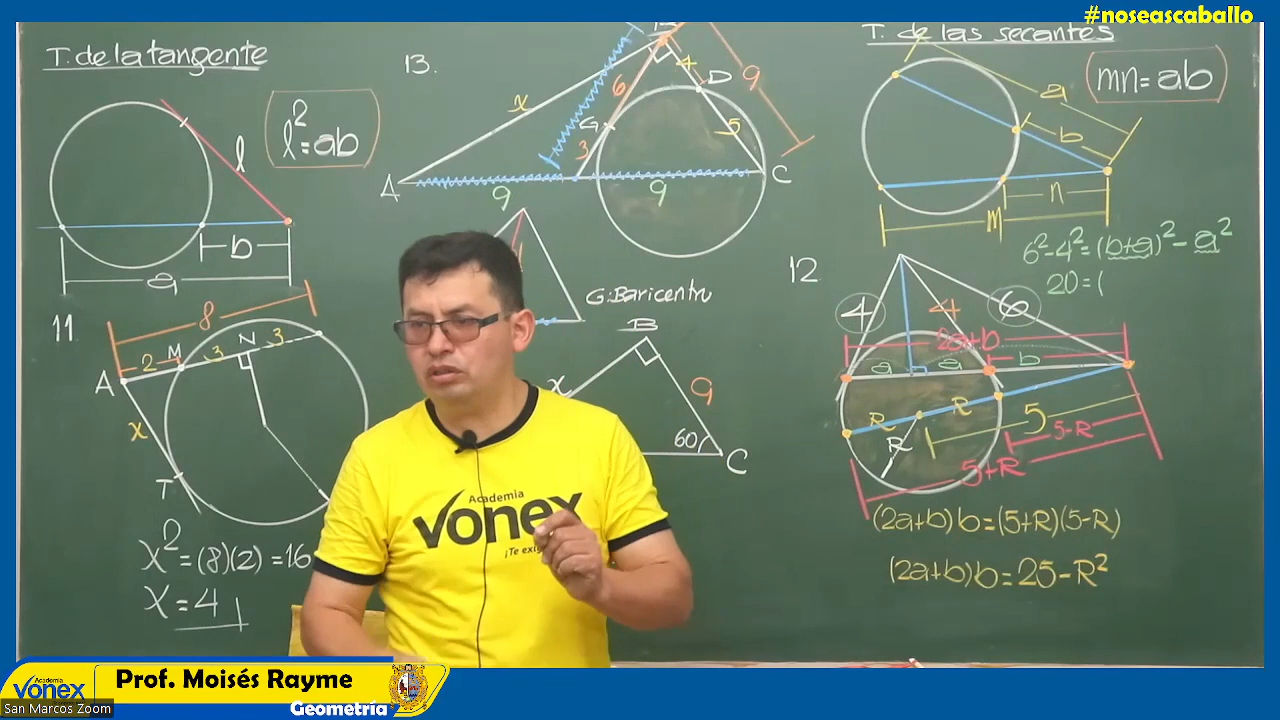 #noseascaballo
T. de la tangente
l² = ab
l
b
a
13.
x
6
4
D
9
G
3
5
A
9
9
C
G: Baricentro
T. de las secantes
mn = ab
a
b
n
m
6²-4² = (b+a)² - a²
20 = (
11
8
2
M
3
N
3
A
x
T
x² = (8)(2) = 16
x = 4
B
x
9
60
C
12
4
4
6
2a+b
a
a
b
R
R
R
5
5-R
5+R
(2a+b)b = (5+R)(5-R)
(2a+b)b = 25-R²
Academia
vonex
Academia
vonex
Prof. Moisés Rayme
Geometría
San Marcos Zoom